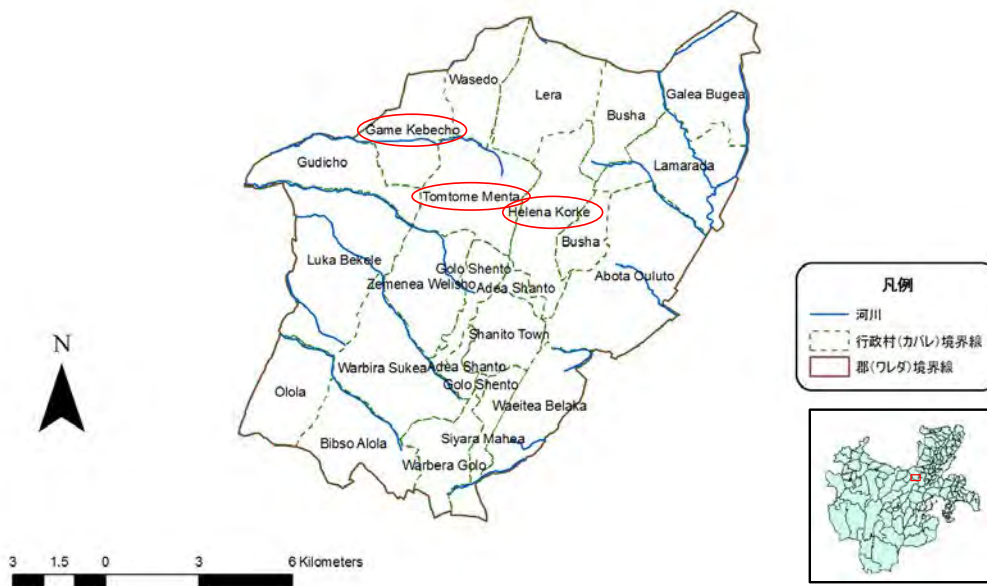 Wasedo
Lera
Galea Bugea
Busha
Game Kebecho
Gudicho
Lamarada
Tomtome Menta
Helena Korke
Busha
Luka Bekele
Golo Shento
Abota Ouluto
Zemenea Welisho
Adea Shanto
Shanito Town
Warbira Sukea
Adea Shanto
Golo Shento
Olola
Waeitea Belaka
Bibso Alola
Siyara Mahea
Warbera Golo
N
3 1.5 0 3 6 Kilometers
凡例
河川
行政村(カバレ)境界線
郡(ワレダ)境界線